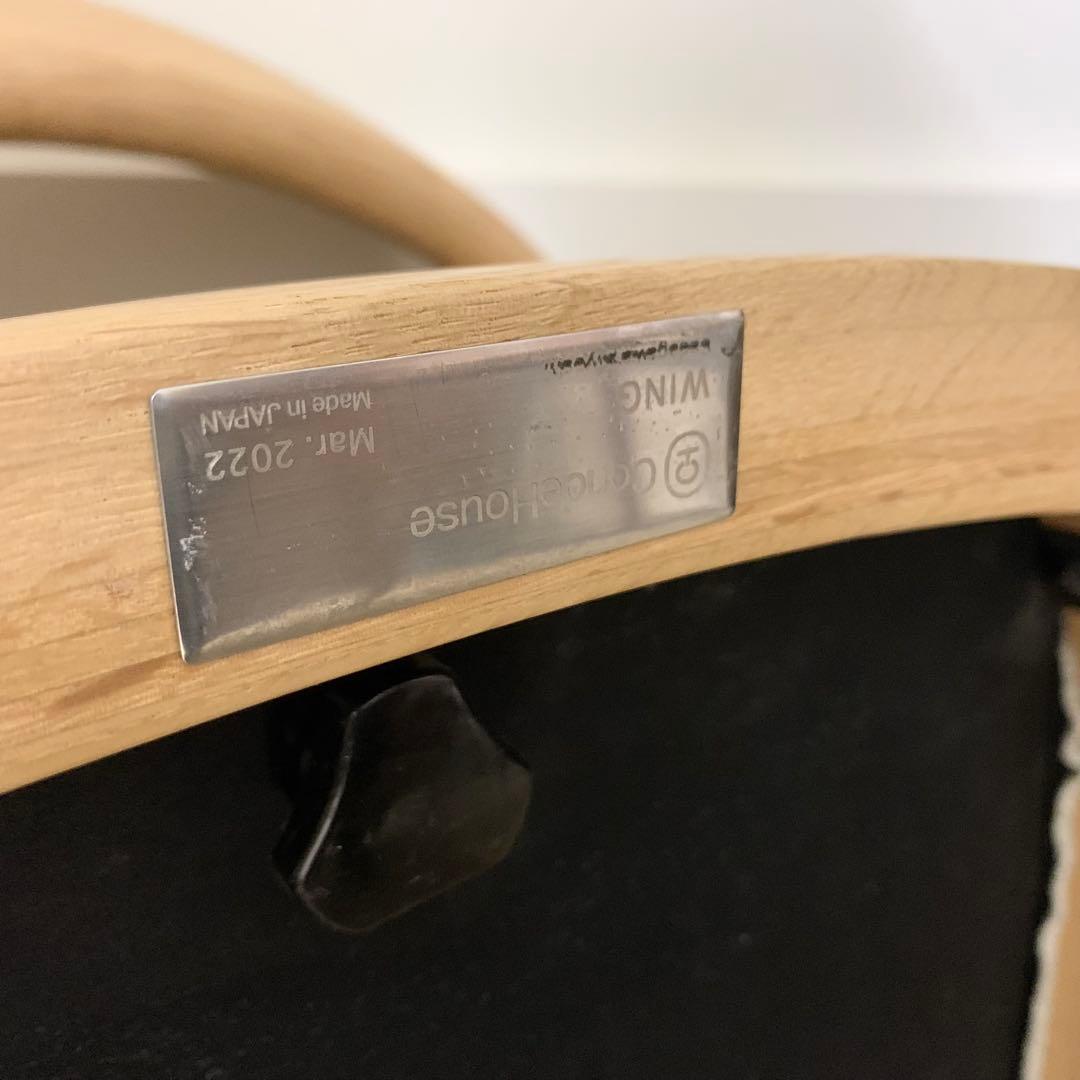 CondeHouse
WING
Mar. 2022
Made in JAPAN